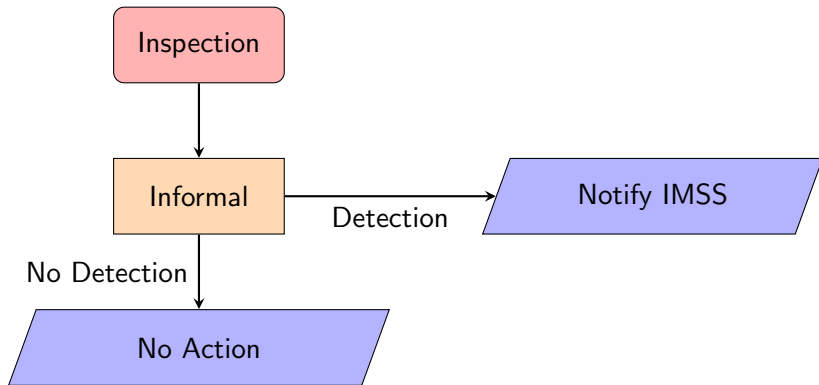 Inspection
Informal
Notify IMSS
Detection
No Detection
No Action